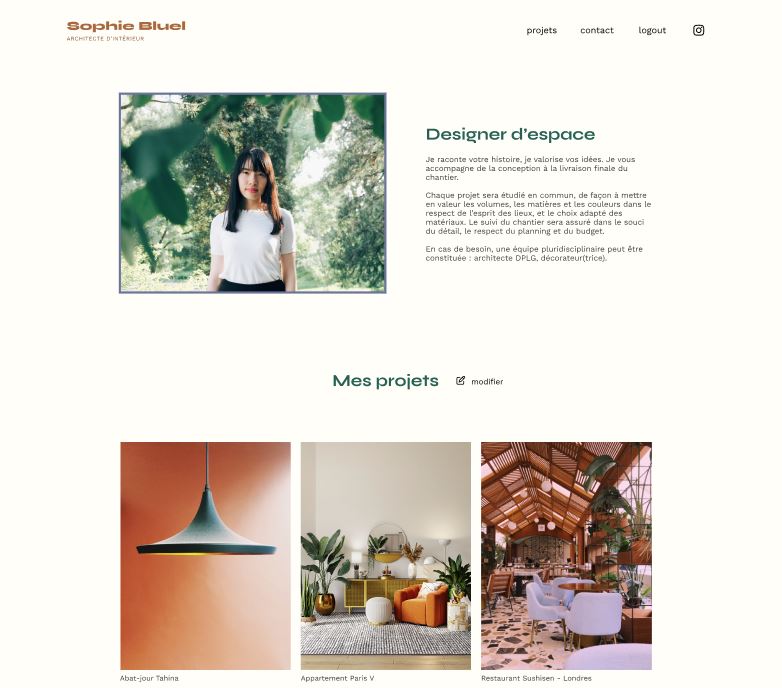 Sophie Bluel
ARCHITECTE D'INTÉRIEUR
projets
contact
logout
Designer d'espace
Je raconte votre histoire, je valorise vos idées. Je vous
accompagne de la conception à la livraison finale du
chantier.
Chaque projet sera étudié en commun, de façon à mettre
en valeur les volumes, les matières et les couleurs dans le
respect de l'esprit des lieux, et le choix adapté des
matériaux. Le suivi du chantier sera assuré dans le souci
du détail, le respect du planning et du budget.
En cas de besoin, une équipe pluridisciplinaire peut être
constituée : architecte DPLG, décorateur(trice).
Mes projets
modifier
Abat-jour Tahina
Appartement Paris V
Restaurant Sushisen - Londres